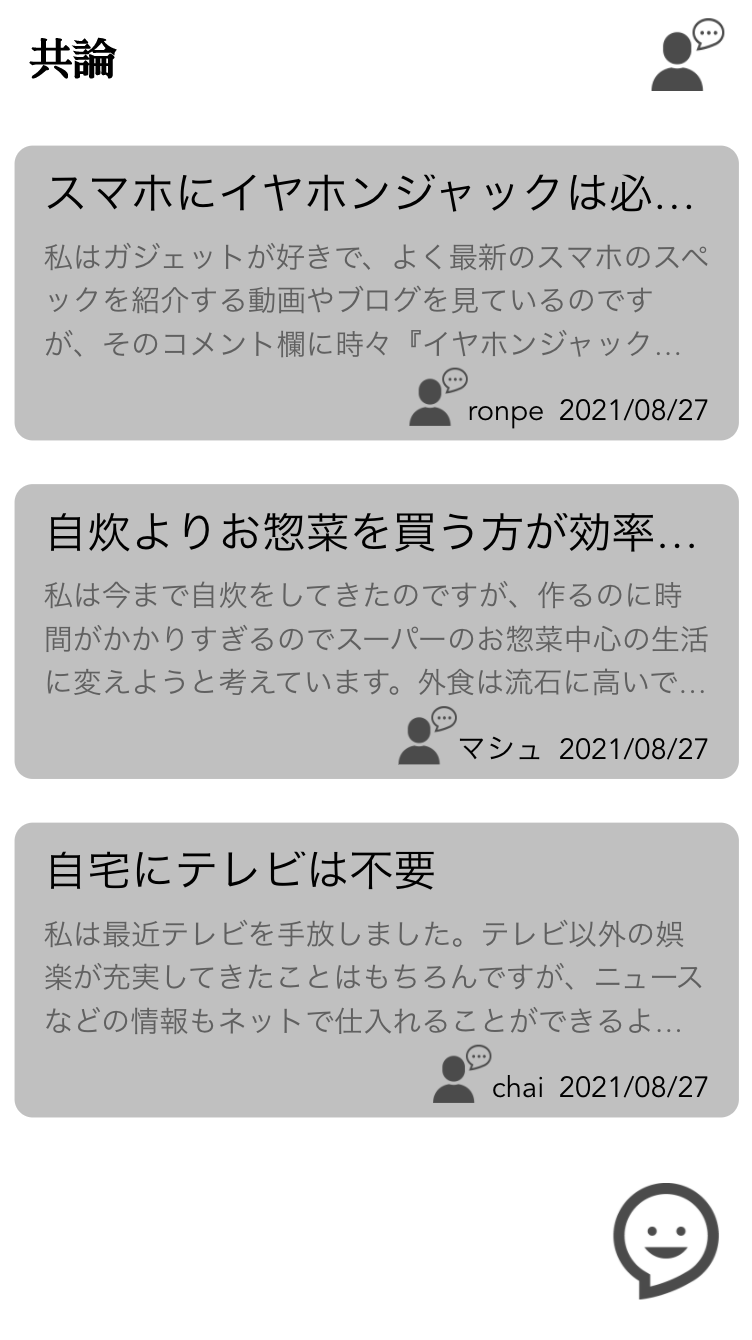 共論
スマホにイヤホンジャックは必…
私はガジェットが好きで、よく最新のスマホのスペ
ックを紹介する動画やブログを見ているのです
が、そのコメント欄に時々『イヤホンジャック…
ronpe 2021/08/27
自炊よりお惣菜を買う方が効率…
私は今まで自炊をしてきたのですが、作るのに時
間がかかりすぎるのでスーパーのお惣菜中心の生活
に変えようと考えています。外食は流石に高いで…
マシュ 2021/08/27
自宅にテレビは不要
私は最近テレビを手放しました。テレビ以外の娯
楽が充実してきたことはもちろんですが、ニュース
などの情報もネットで仕入れることができるよ…
chai 2021/08/27